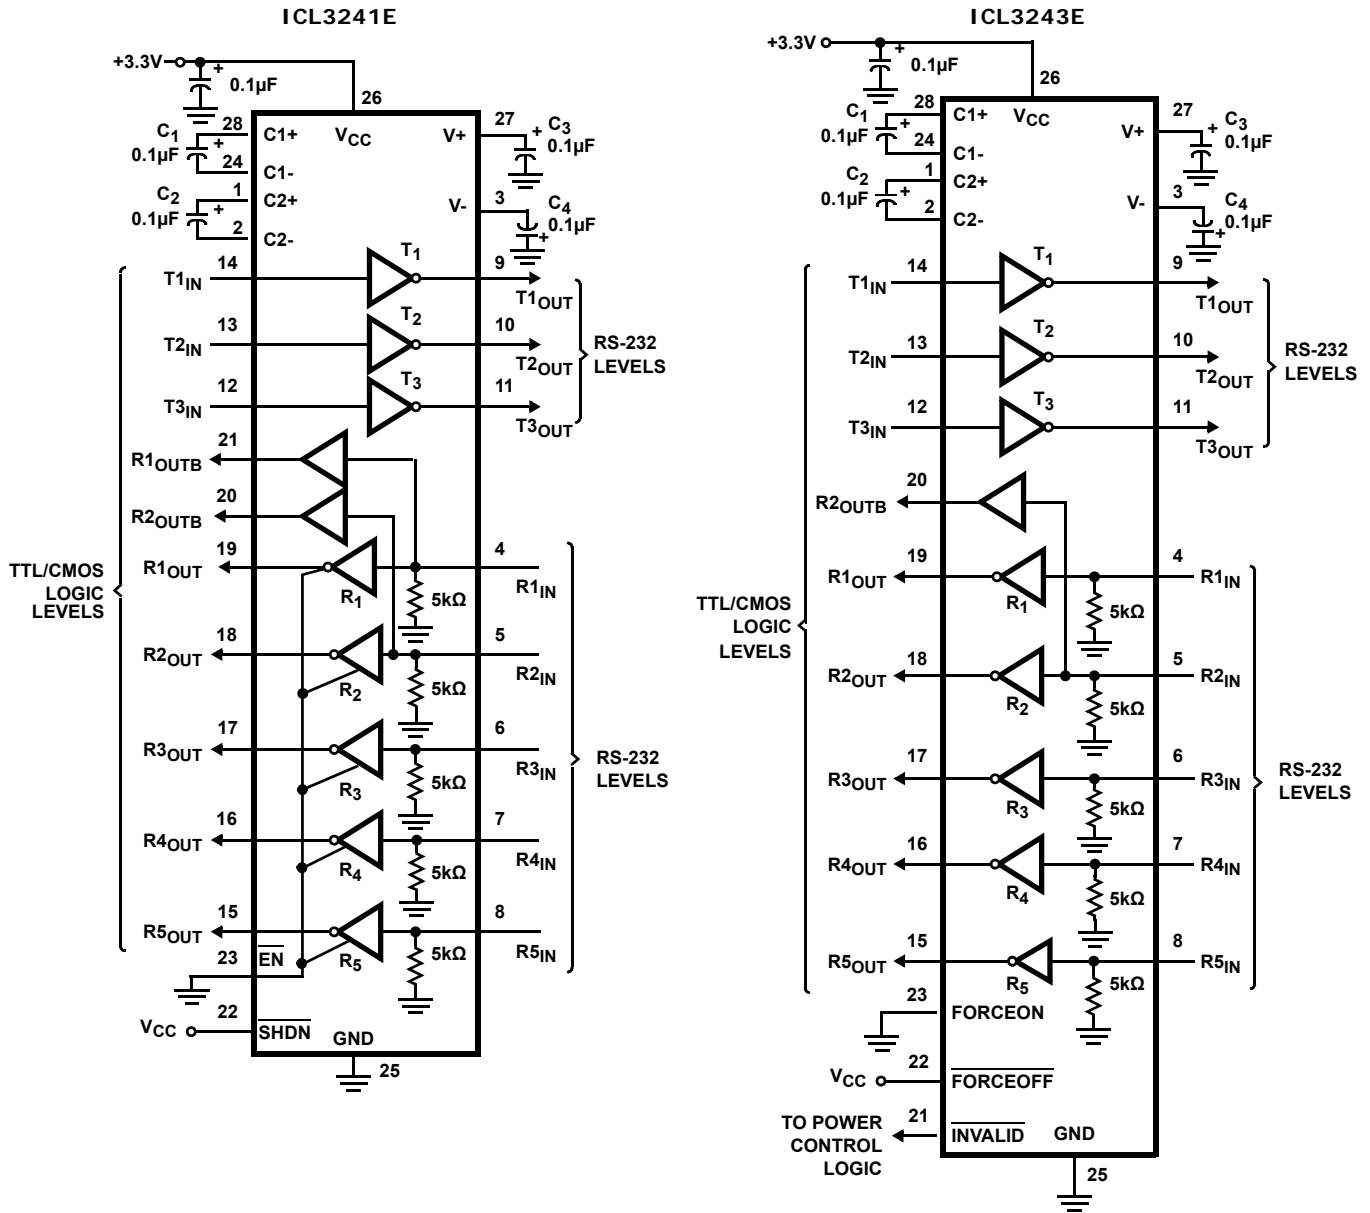 ICL3241E
+3.3V
0.1µF
26
28
C1+
VCC
V+
27
C1
0.1µF
+
+
C3
0.1µF
24
C1-
1
C2+
C2
0.1µF
+
V-
3
C4
0.1µF
+
2
C2-
+
T1IN
14
T1
9
T1OUT
T2IN
13
T2
10
T2OUT
RS-232
LEVELS
T3IN
12
T3
11
T3OUT
R1OUTB
21
R2OUTB
20
TTL/CMOS
LOGIC
LEVELS
R1OUT
19
R1
5kΩ
4
R1IN
R2OUT
18
R2
5kΩ
5
R2IN
R3OUT
17
R3
5kΩ
6
R3IN
RS-232
LEVELS
R4OUT
16
R4
5kΩ
7
R4IN
R5OUT
15
R5
5kΩ
8
R5IN
23
EN
VCC
22
SHDN
GND
25
ICL3243E
+3.3V
+
0.1µF
26
28
C1+
VCC
V+
27
C1
0.1µF
+
+
C3
0.1µF
24
C1-
1
C2+
C2
0.1µF
+
V-
3
C4
0.1µF
+
2
C2-
T1IN
14
T1
9
T1OUT
T2IN
13
T2
10
T2OUT
RS-232
LEVELS
T3IN
12
T3
11
T3OUT
R2OUTB
20
TTL/CMOS
LOGIC
LEVELS
R1OUT
19
R1
5kΩ
4
R1IN
R2OUT
18
R2
5kΩ
5
R2IN
R3OUT
17
R3
5kΩ
6
R3IN
RS-232
LEVELS
R4OUT
16
R4
5kΩ
7
R4IN
R5OUT
15
R5
5kΩ
8
R5IN
23
FORCEON
VCC
22
FORCEOFF
TO POWER
CONTROL
LOGIC
21
INVALID
GND
25